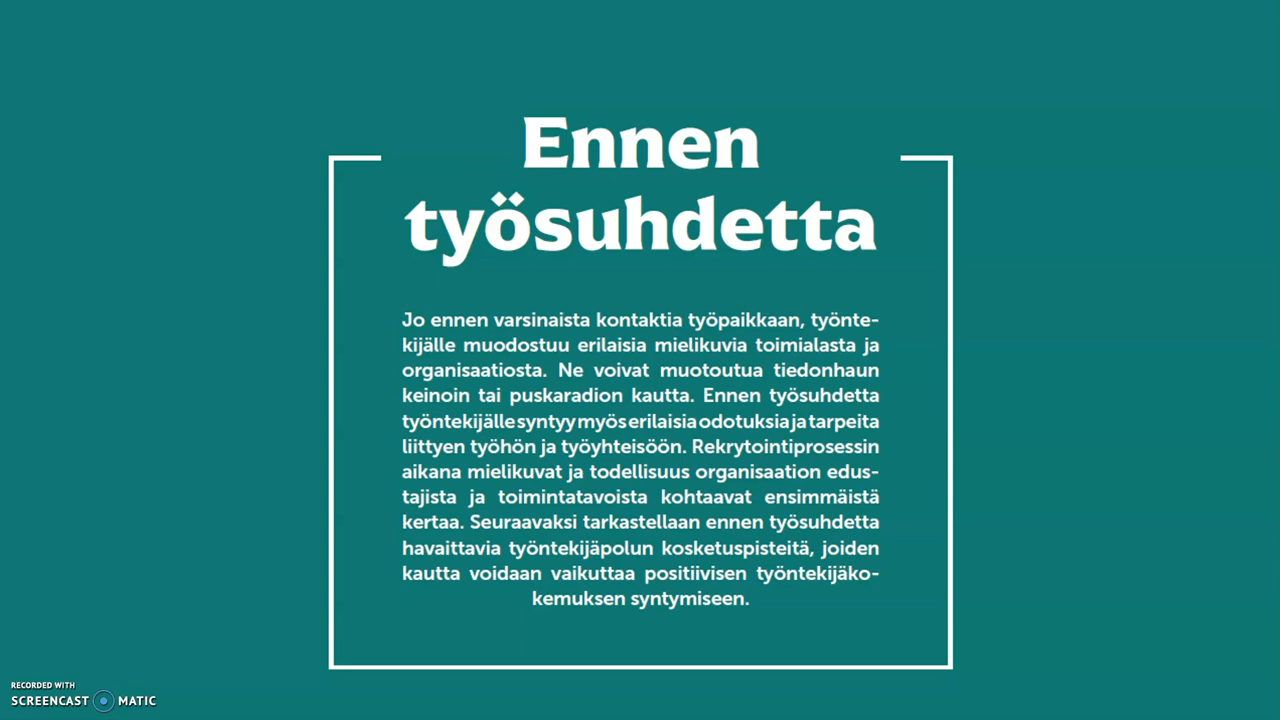 Ennen
työsuhdetta
Jo ennen varsinaista kontaktia työpaikkaan, työnte-
kijälle muodostuu erilaisia mielikuvia toimialasta ja
organisaatiosta. Ne voivat muotoutua tiedonhaun
keinoin tai puskaradion kautta. Ennen työsuhdetta
työntekijälle syntyy myös erilaisia odotuksia ja tarpeita
liittyen työhön ja työyhteisöön. Rekrytointiprosessin
aikana mielikuvat ja todellisuus organisaation edus-
tajista ja toimintatavoista kohtaavat ensimmäistä
kertaa. Seuraavaksi tarkastellaan ennen työsuhdetta
havaittavia työntekijäpolun kosketuspisteitä, joiden
kautta voidaan vaikuttaa positiivisen työntekijäko-
kemuksen syntymiseen.
RECORDED WITH
SCREENCAST MATIC